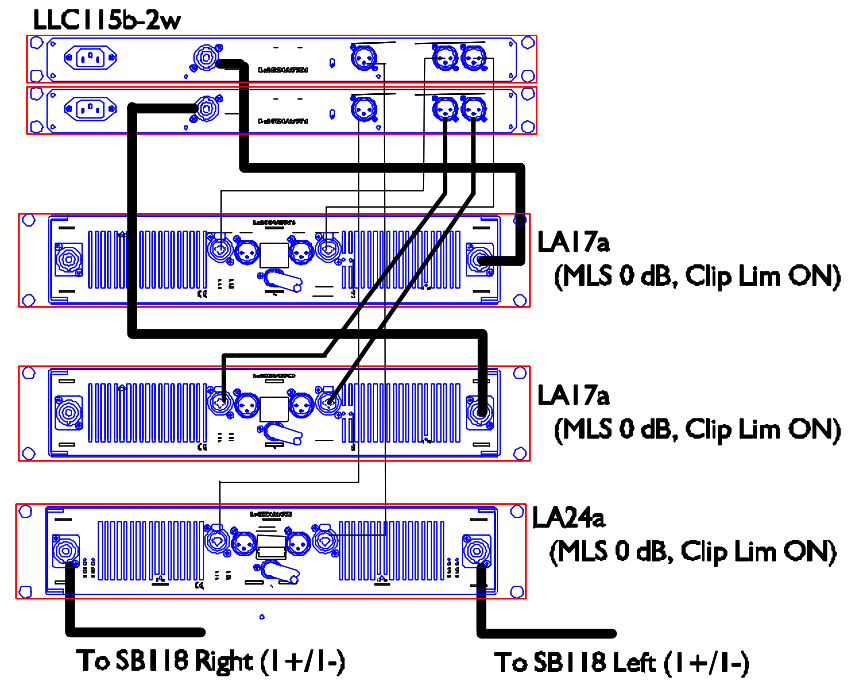 LLC115b-2w
LA17a
(MLS 0 dB, Clip Lim ON)
LA17a
(MLS 0 dB, Clip Lim ON)
LA24a
(MLS 0 dB, Clip Lim ON)
To SB118 Right (1+/1-)
To SB118 Left (1+/1-)